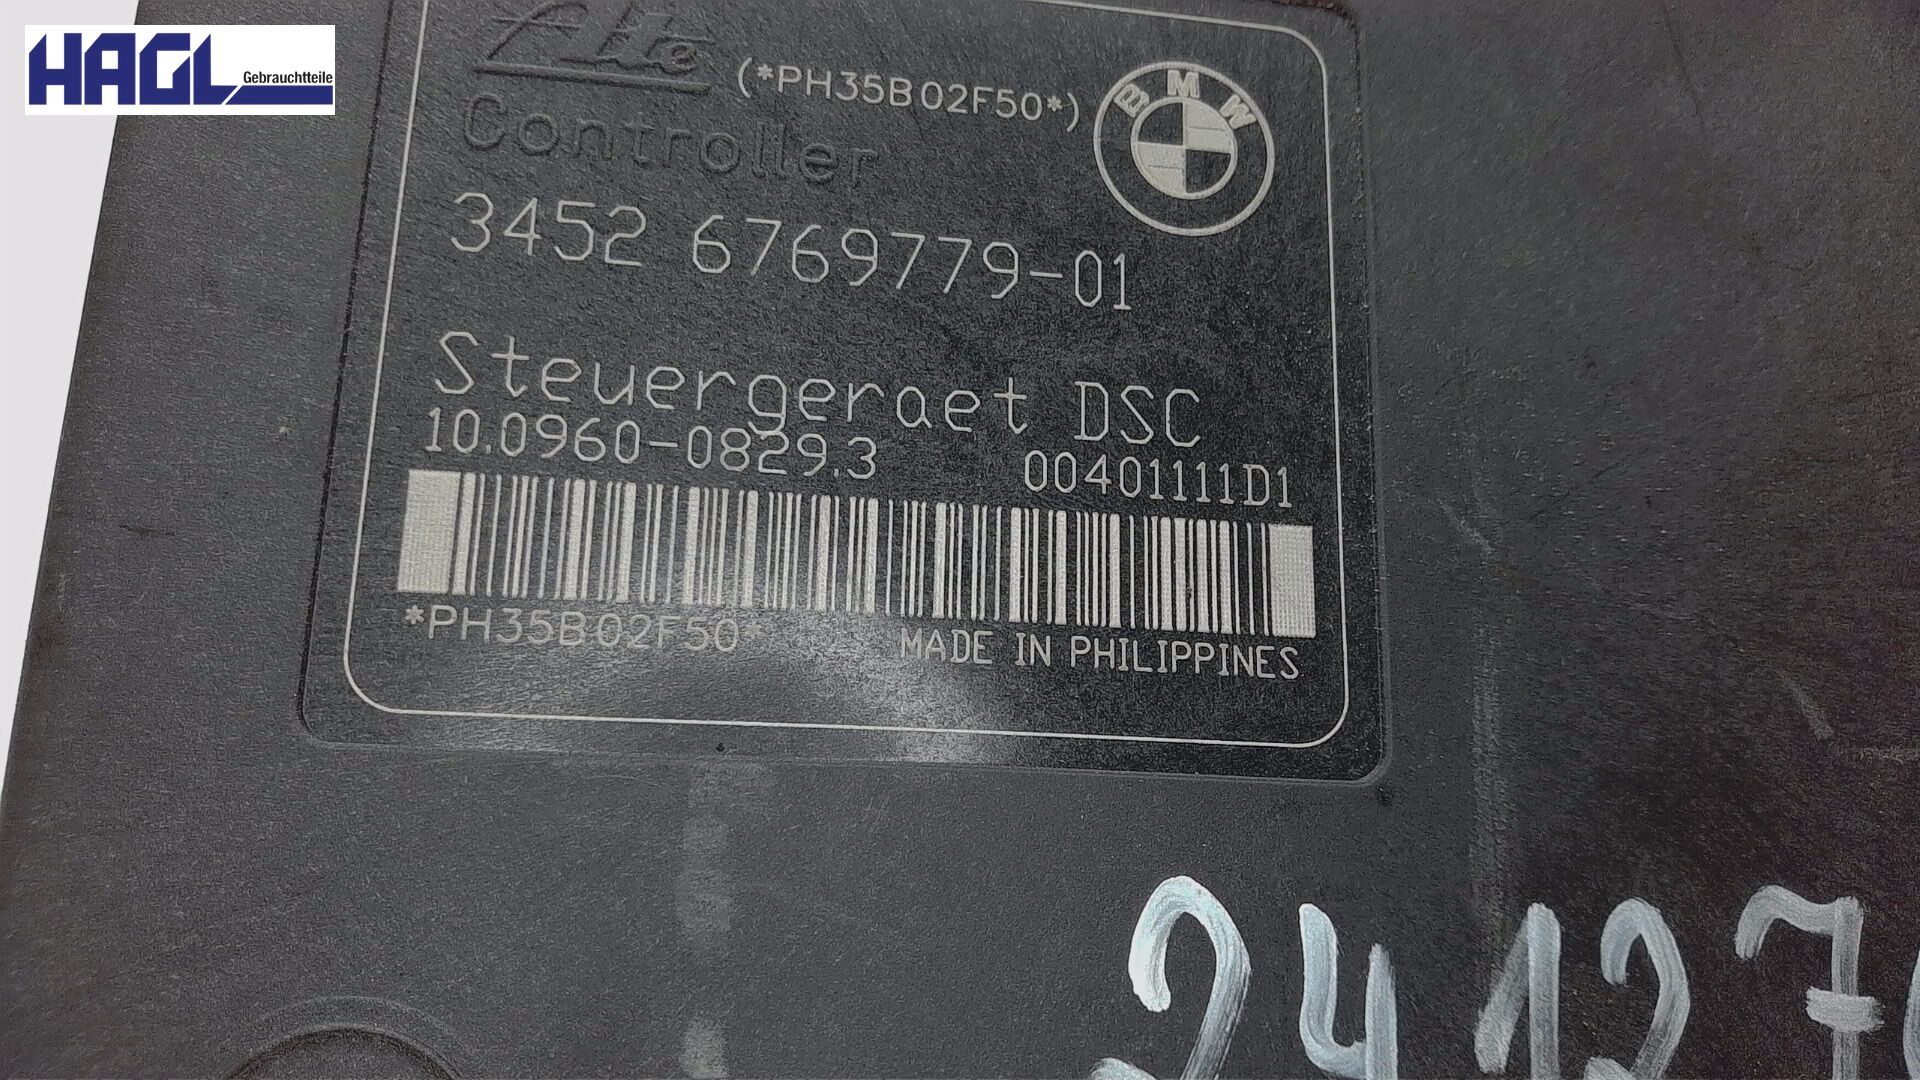 HAGL Gebrauchtteile
Ate (*PH35B02F50*)
BMW
Controller
3452 6769779-01
Steuergeraet DSC
10.0960-0829.3 00401111D1
*PH35B02F50* MADE IN PHILIPPINES